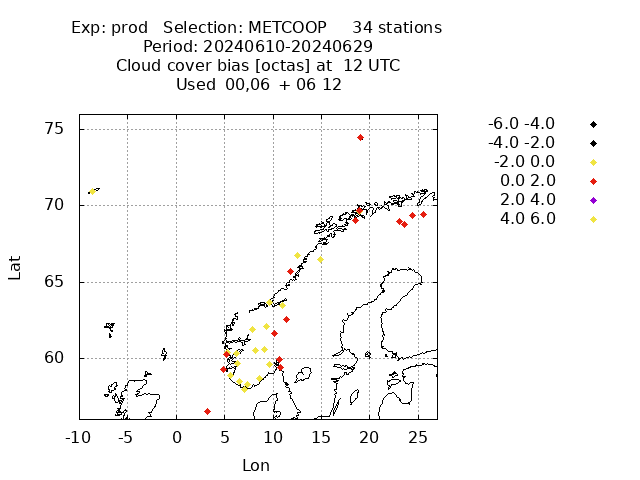 Exp: prod   Selection: METCOOP     34 stations
Period: 20240610-20240629
Cloud cover bias [octas] at  12 UTC
Used  00,06  + 06 12
-6.0 -4.0
-4.0 -2.0
-2.0 0.0
0.0 2.0
2.0 4.0
4.0 6.0
75
70
65
60
Lat
-10 -5 0 5 10 15 20 25
Lon